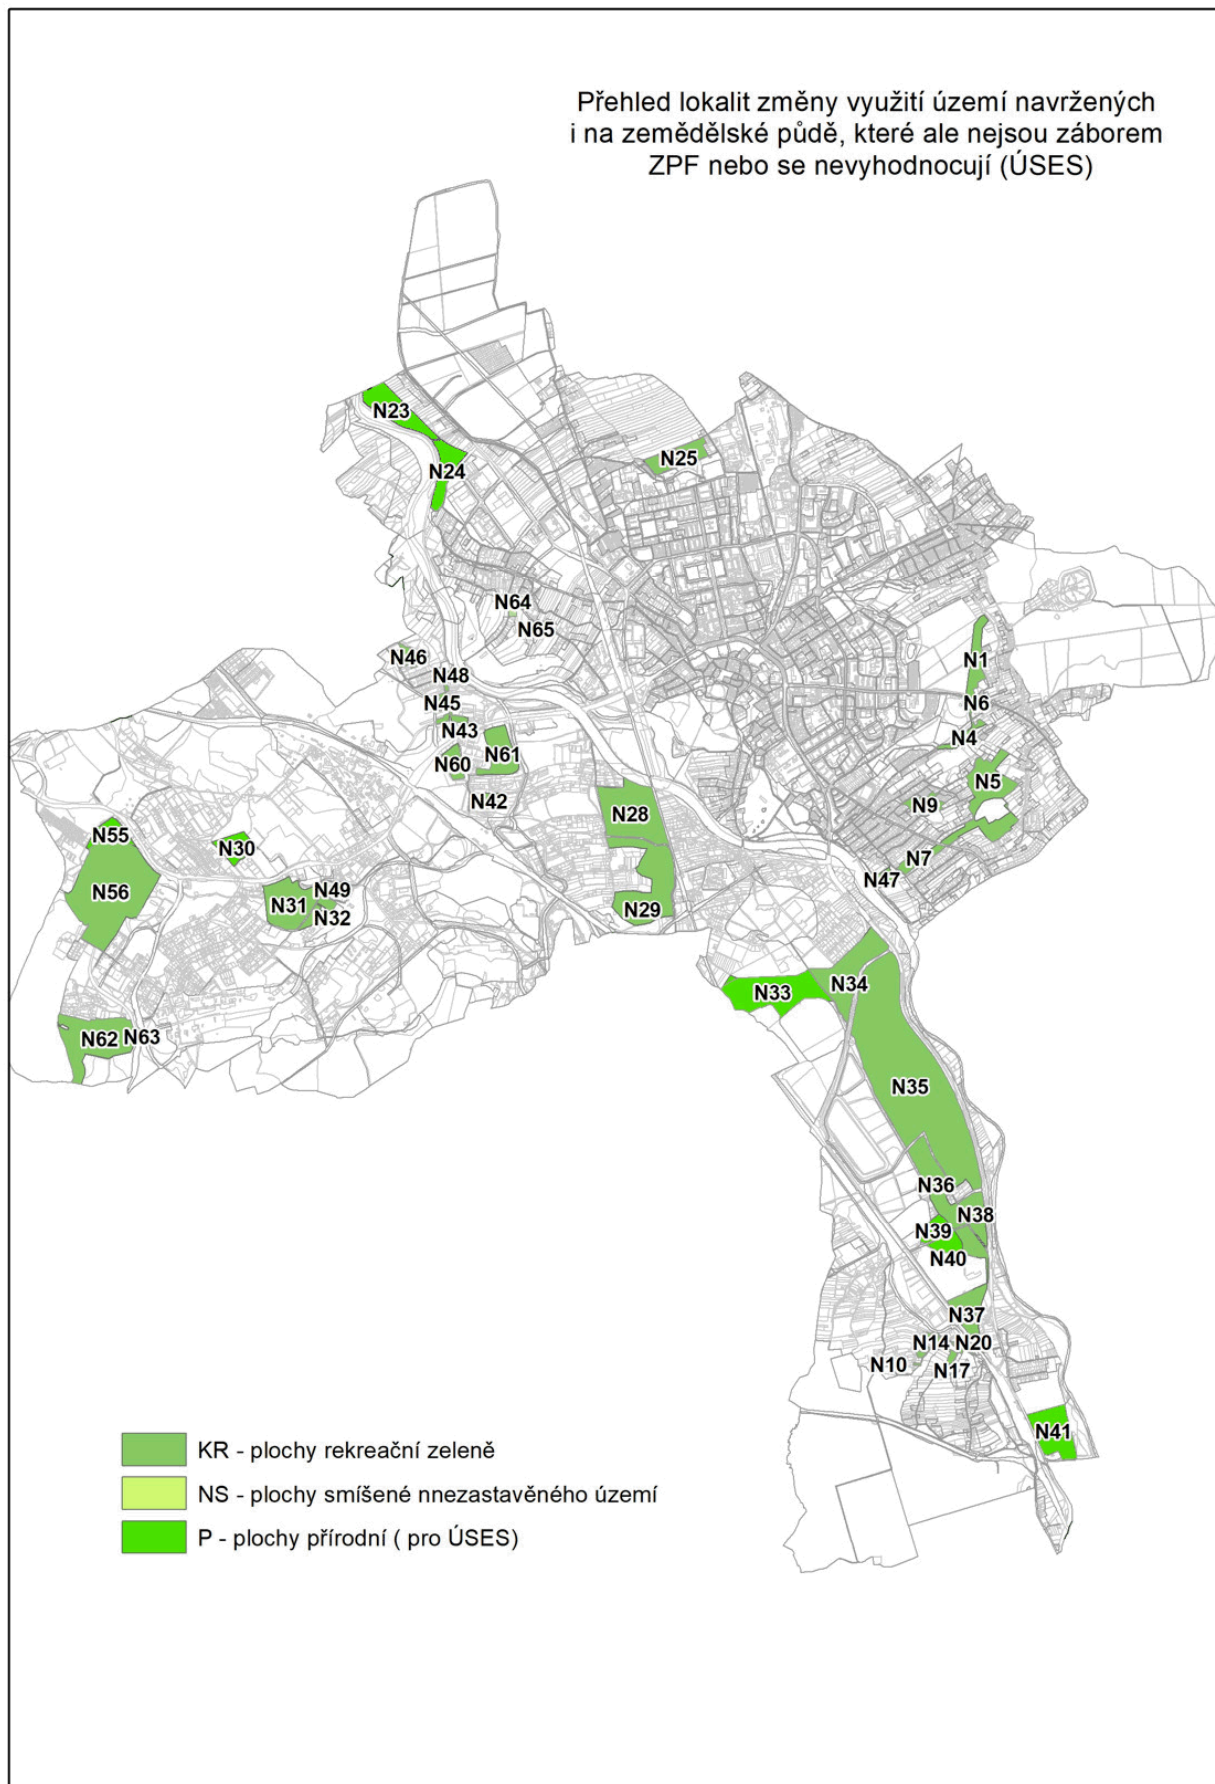 Přehled lokalit změny využití území navržených
i na zemědělské půdě, které ale nejsou záborem
ZPF nebo se nevyhodnocují (ÚSES)
N23
N24
N25
N64
N65
N46
N48
N45
N43
N61
N60
N42
N1
N6
N4
N5
N9
N7
N47
N28
N29
N55
N56
N30
N31
N49
N32
N62
N63
N33
N34
N35
N36
N38
N39
N40
N37
N14
N20
N10
N17
N41
KR - plochy rekreační zeleně
NS - plochy smíšené nnezastavěného území
P - plochy přírodní ( pro ÚSES)